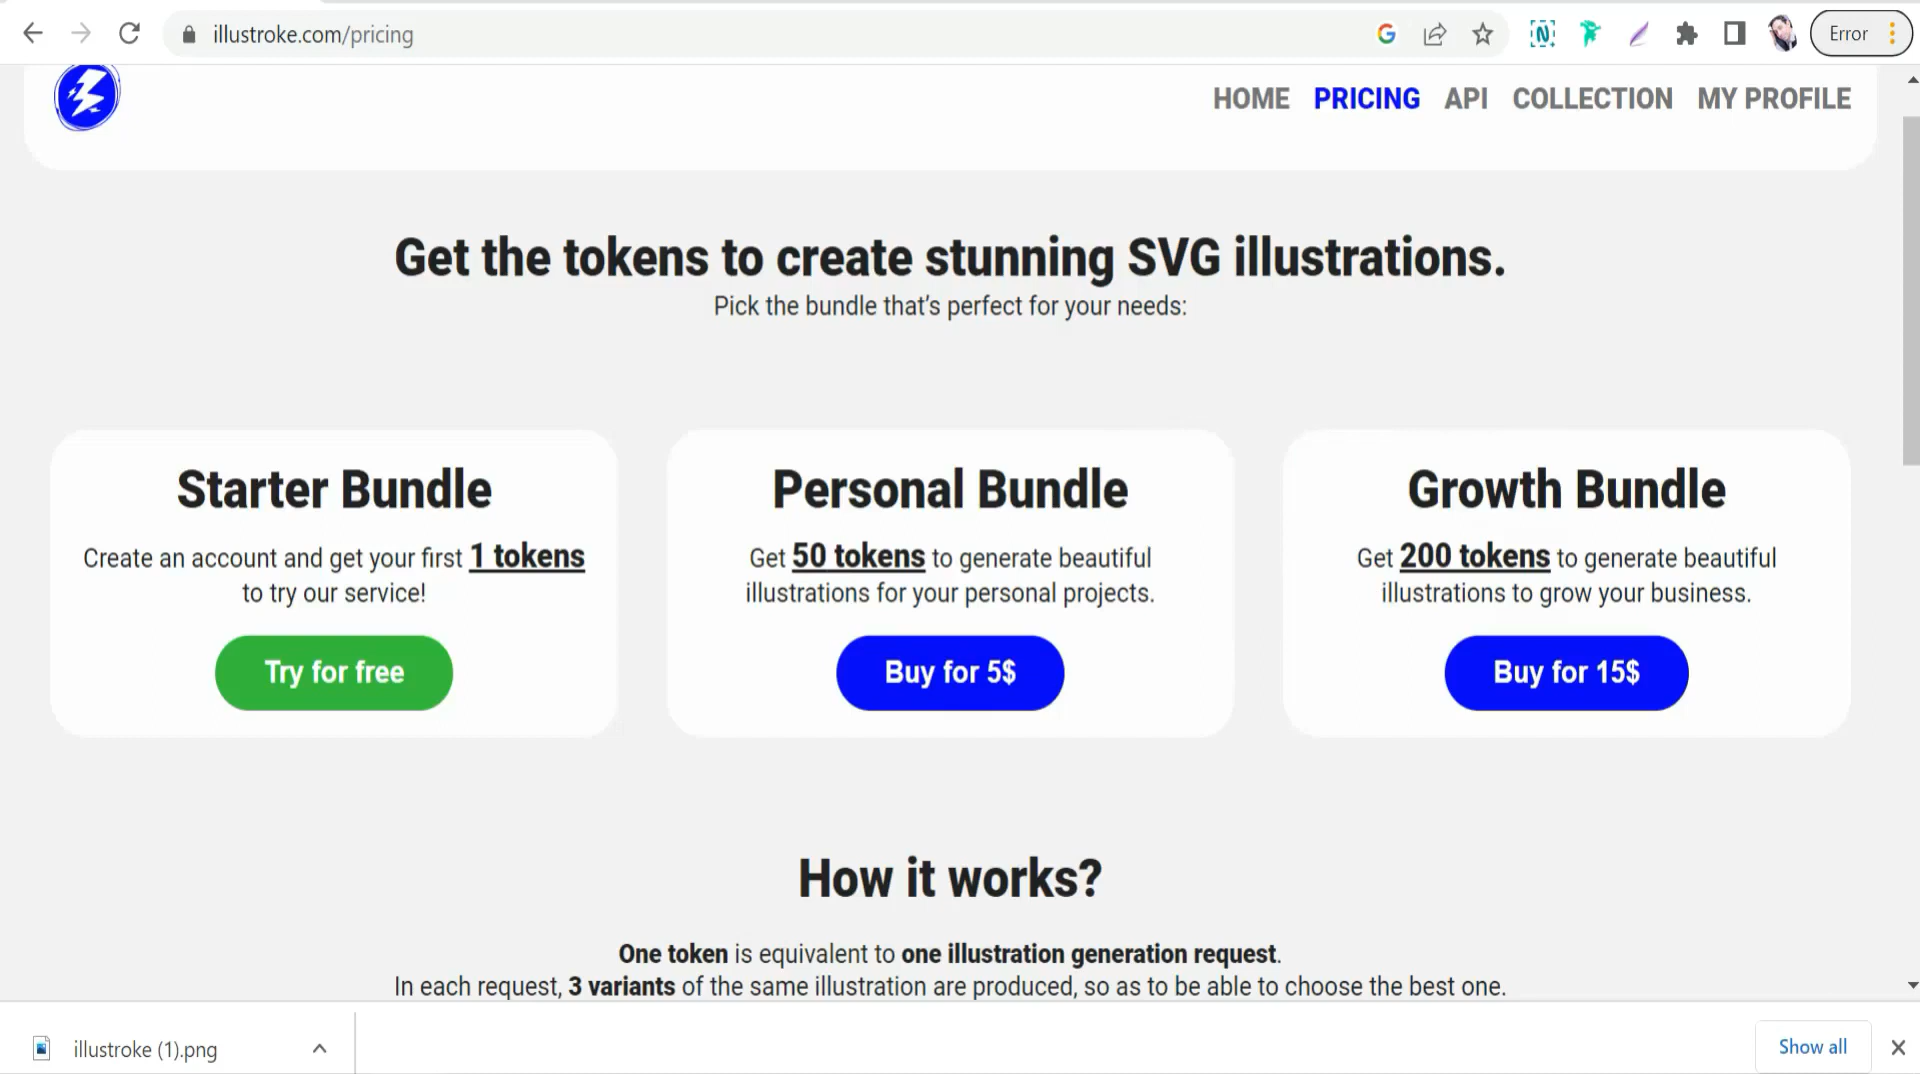 illustroke.com/pricing
Error
HOME PRICING API COLLECTION MY PROFILE
Get the tokens to create stunning SVG illustrations.
Pick the bundle that's perfect for your needs:
Starter Bundle
Create an account and get your first 1 tokens
to try our service!
Try for free
Personal Bundle
Get 50 tokens to generate beautiful
illustrations for your personal projects.
Buy for 5$
Growth Bundle
Get 200 tokens to generate beautiful
illustrations to grow your business.
Buy for 15$
How it works?
One token is equivalent to one illustration generation request.
In each request, 3 variants of the same illustration are produced, so as to be able to choose the best one.
illustroke (1).png
Show all